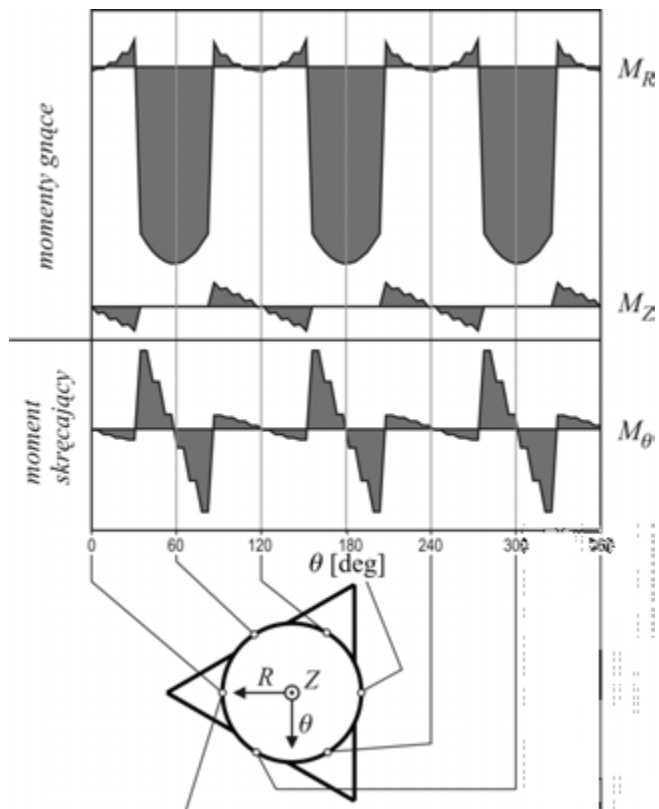 momenty gnące
M_R
M_Z
moment
skręcający
M_θ
0 60 120 180 240 300
θ [deg]
R Z
θ